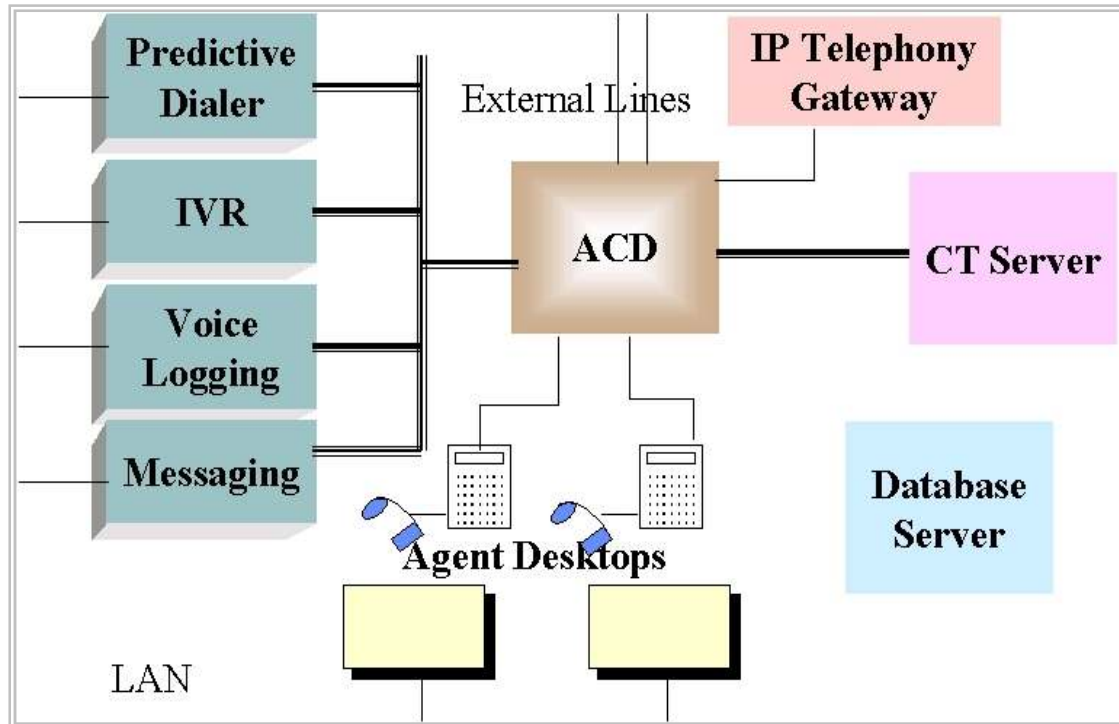 Predictive
Dialer
IVR
Voice
Logging
Messaging
External Lines
IP Telephony
Gateway
ACD
CT Server
Database
Server
Agent Desktops
LAN